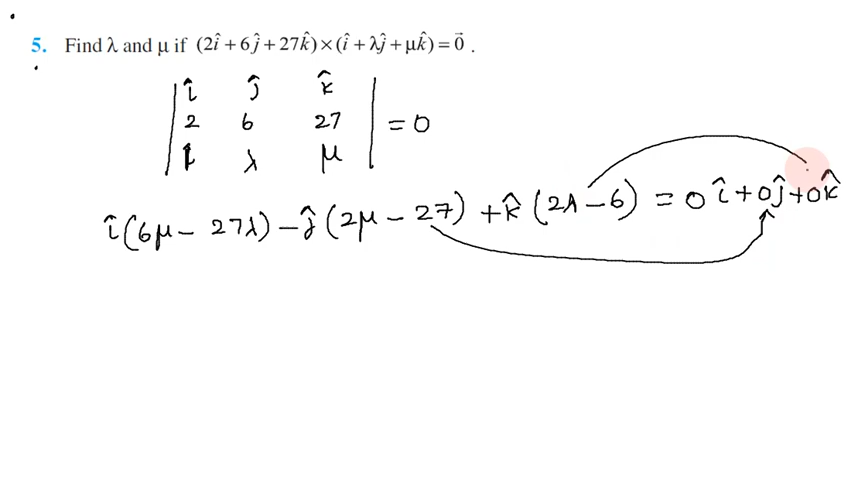 5. Find λ and μ if (2î + 6ĵ + 27k̂) × (î + λĵ + μk̂) = 0⃗ .
| î ĵ k̂ |
| 2 6 27 | = 0
| 1 λ μ |
î(6μ − 27λ) − ĵ(2μ − 27) + k̂(2λ − 6) = 0î + 0ĵ + 0k̂